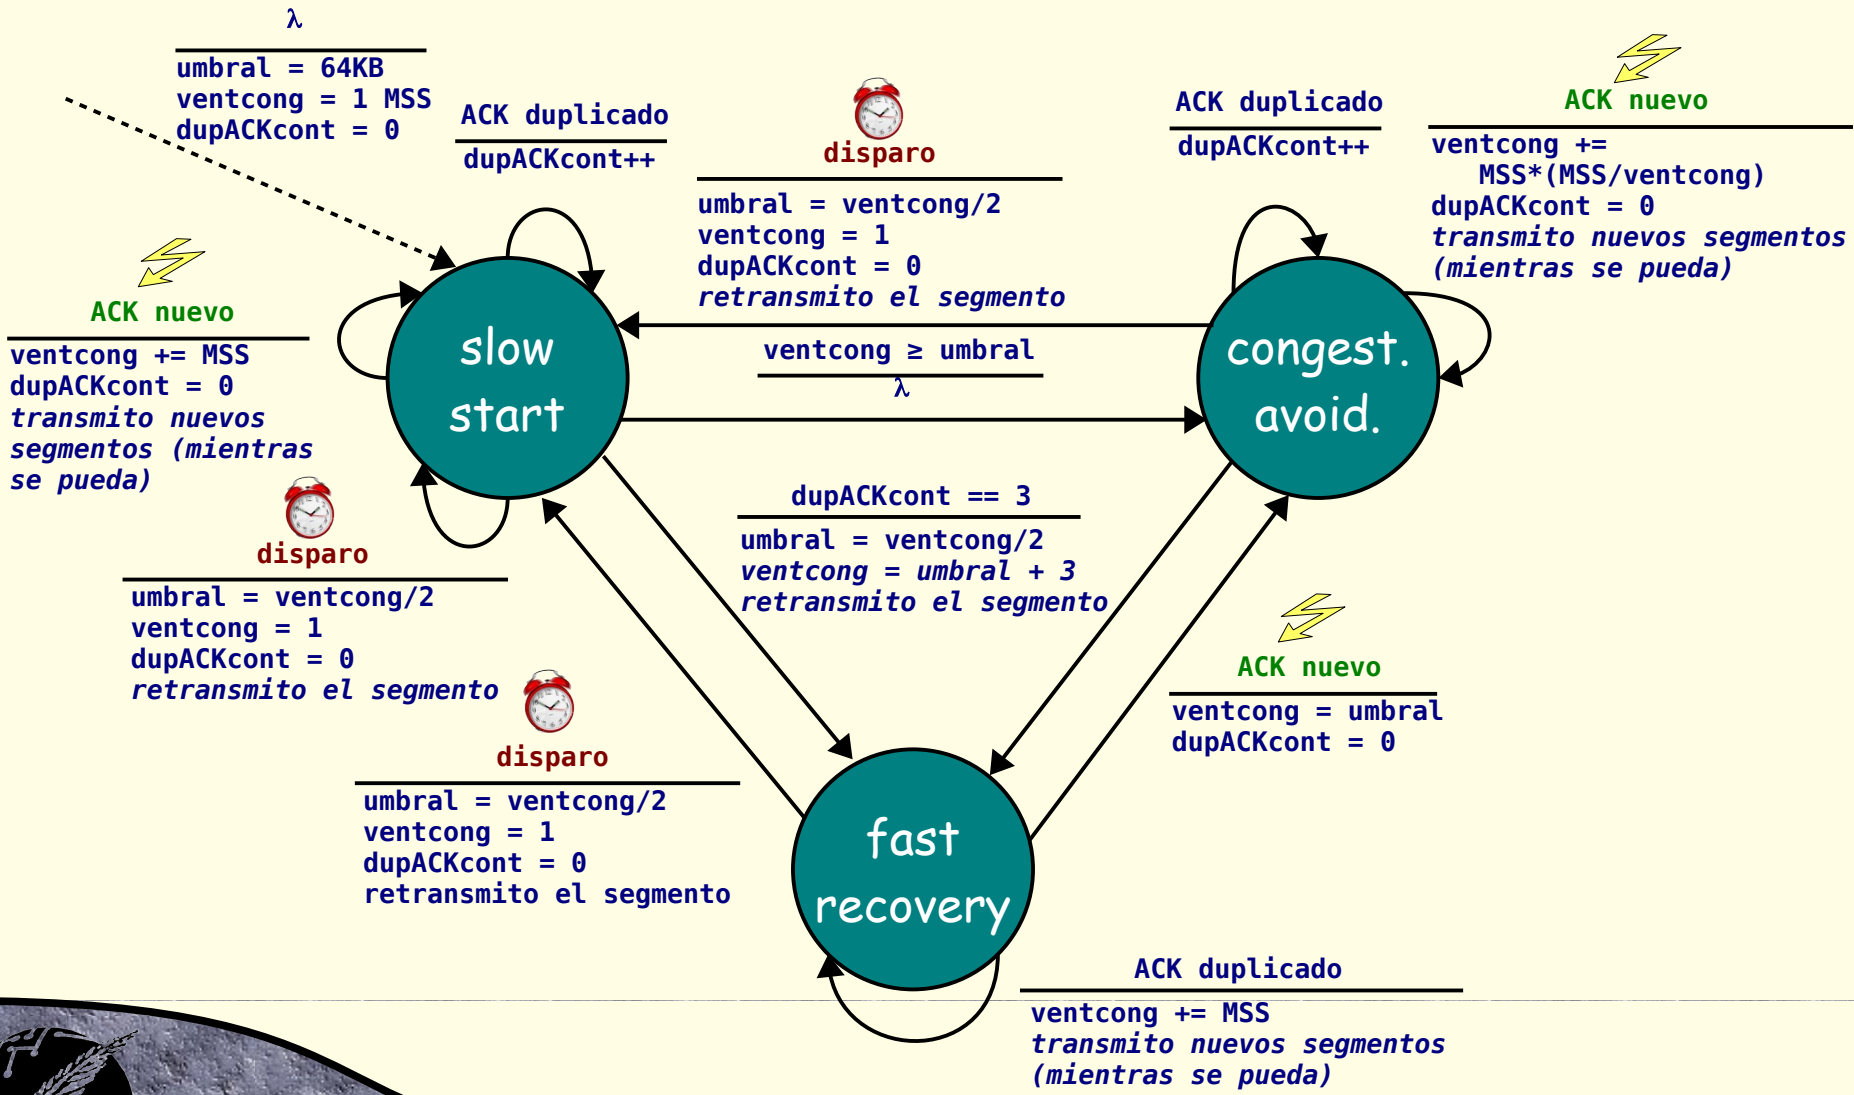 λ
umbral = 64KB
ventcong = 1 MSS
dupACKcont = 0
ACK duplicado
dupACKcont++
disparo
umbral = ventcong/2
ventcong = 1
dupACKcont = 0
retransmito el segmento
ACK duplicado
dupACKcont++
ACK nuevo
ventcong +=
MSS*(MSS/ventcong)
dupACKcont = 0
transmito nuevos segmentos
(mientras se pueda)
ACK nuevo
ventcong += MSS
dupACKcont = 0
transmito nuevos
segmentos (mientras
se pueda)
slow
start
ventcong ≥ umbral
λ
congest.
avoid.
disparo
umbral = ventcong/2
ventcong = 1
dupACKcont = 0
retransmito el segmento
dupACKcont == 3
umbral = ventcong/2
ventcong = umbral + 3
retransmito el segmento
ACK nuevo
ventcong = umbral
dupACKcont = 0
disparo
umbral = ventcong/2
ventcong = 1
dupACKcont = 0
retransmito el segmento
fast
recovery
ACK duplicado
ventcong += MSS
transmito nuevos segmentos
(mientras se pueda)